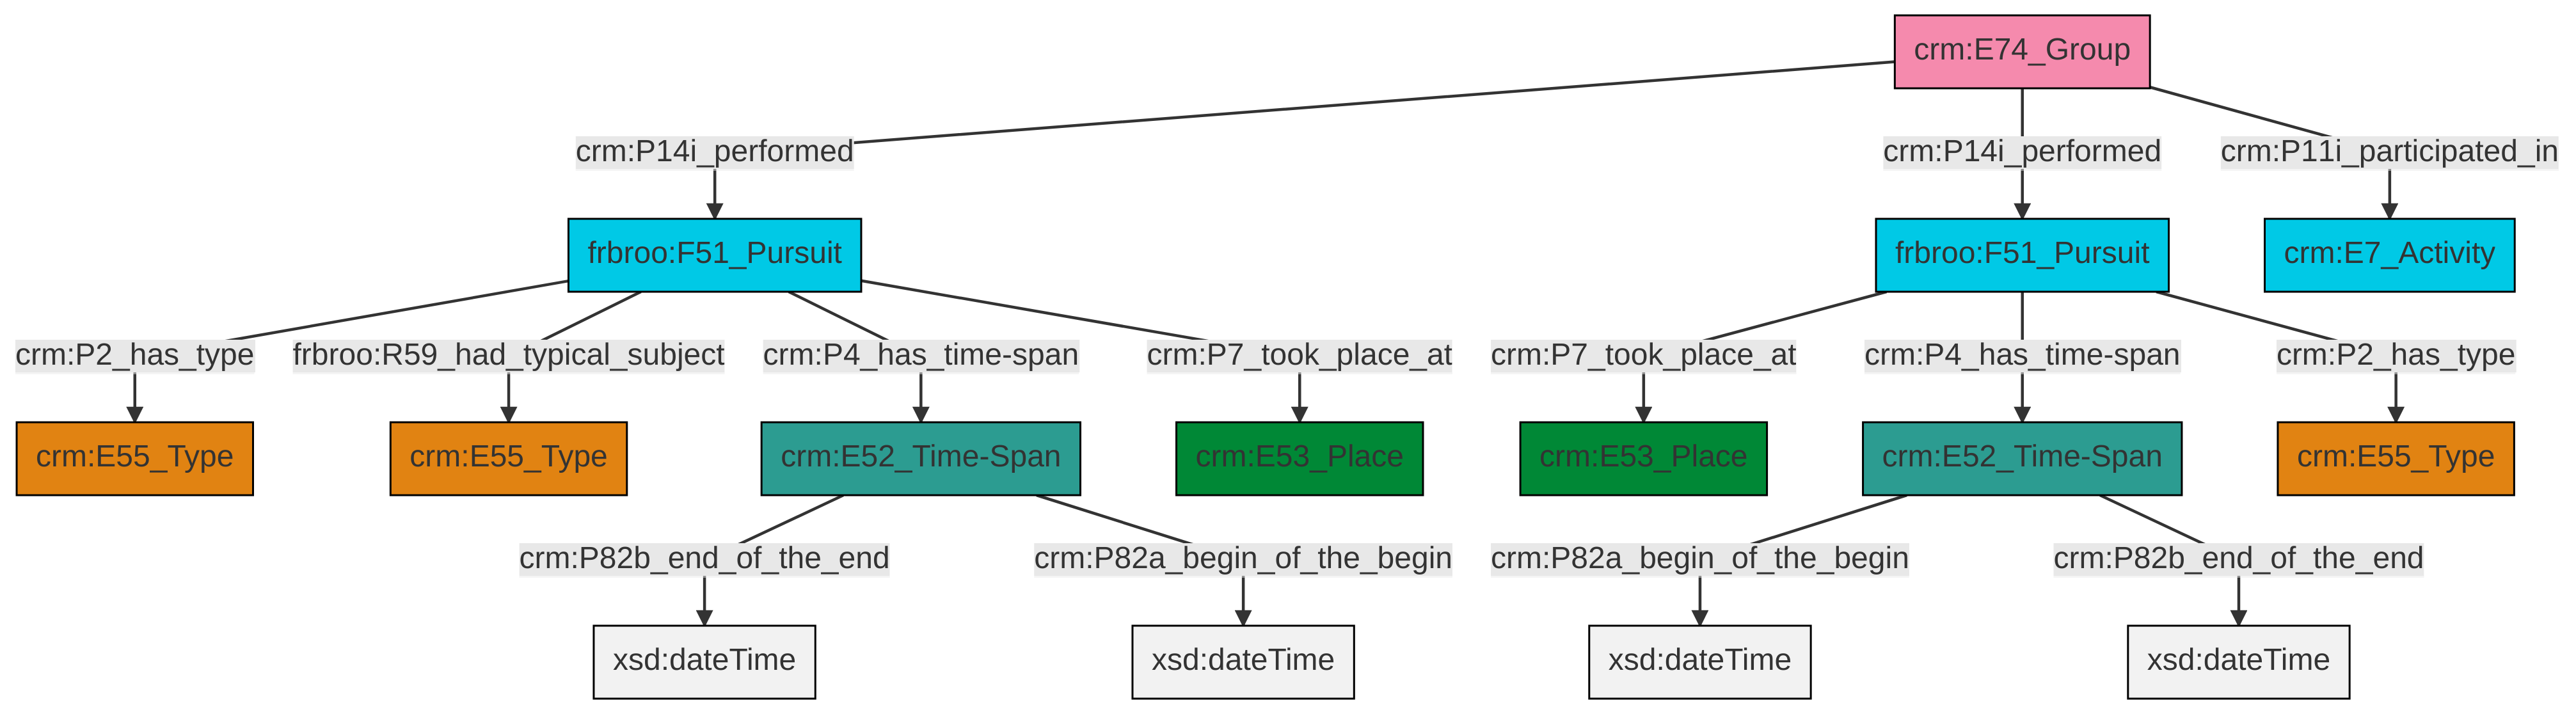 crm:E74_Group
crm:P14i_performed
crm:P14i_performed
crm:P11i_participated_in
frbroo:F51_Pursuit
frbroo:F51_Pursuit
crm:E7_Activity
crm:P2_has_type
frbroo:R59_had_typical_subject
crm:P4_has_time-span
crm:P7_took_place_at
crm:P7_took_place_at
crm:P4_has_time-span
crm:P2_has_type
crm:E55_Type
crm:E55_Type
crm:E52_Time-Span
crm:E53_Place
crm:E53_Place
crm:E52_Time-Span
crm:E55_Type
crm:P82b_end_of_the_end
crm:P82a_begin_of_the_begin
crm:P82a_begin_of_the_begin
crm:P82b_end_of_the_end
xsd:dateTime
xsd:dateTime
xsd:dateTime
xsd:dateTime